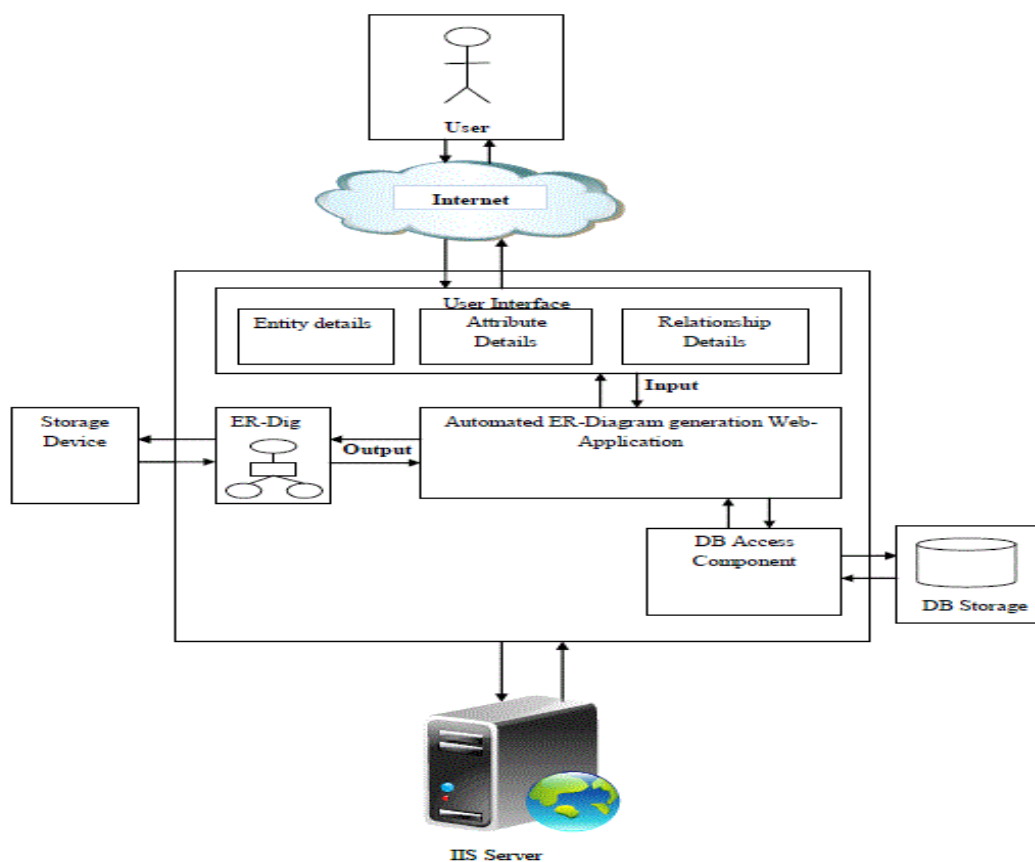 User
Internet
User Interface
Entity details
Attribute
Details
Relationship
Details
Input
Storage
Device
ER-Dig
Output
Automated ER-Diagram generation Web-
Application
DB Access
Component
DB Storage
IIS Server